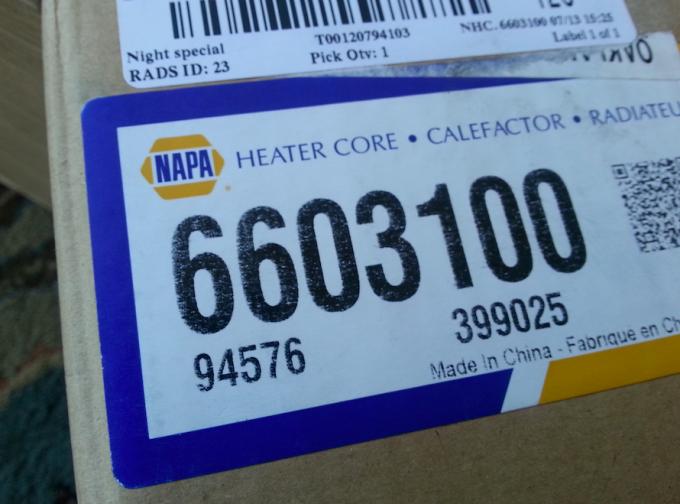 Night special
RADS ID: 23
T00120794103
Pick Qty: 1
NHC. 6603100 07/13 15:25
Label 1 of 1
NAPA HEATER CORE • CALEFACTOR • RADIATEU
6603100
94576 399025
Made In China - Fabrique en Ch